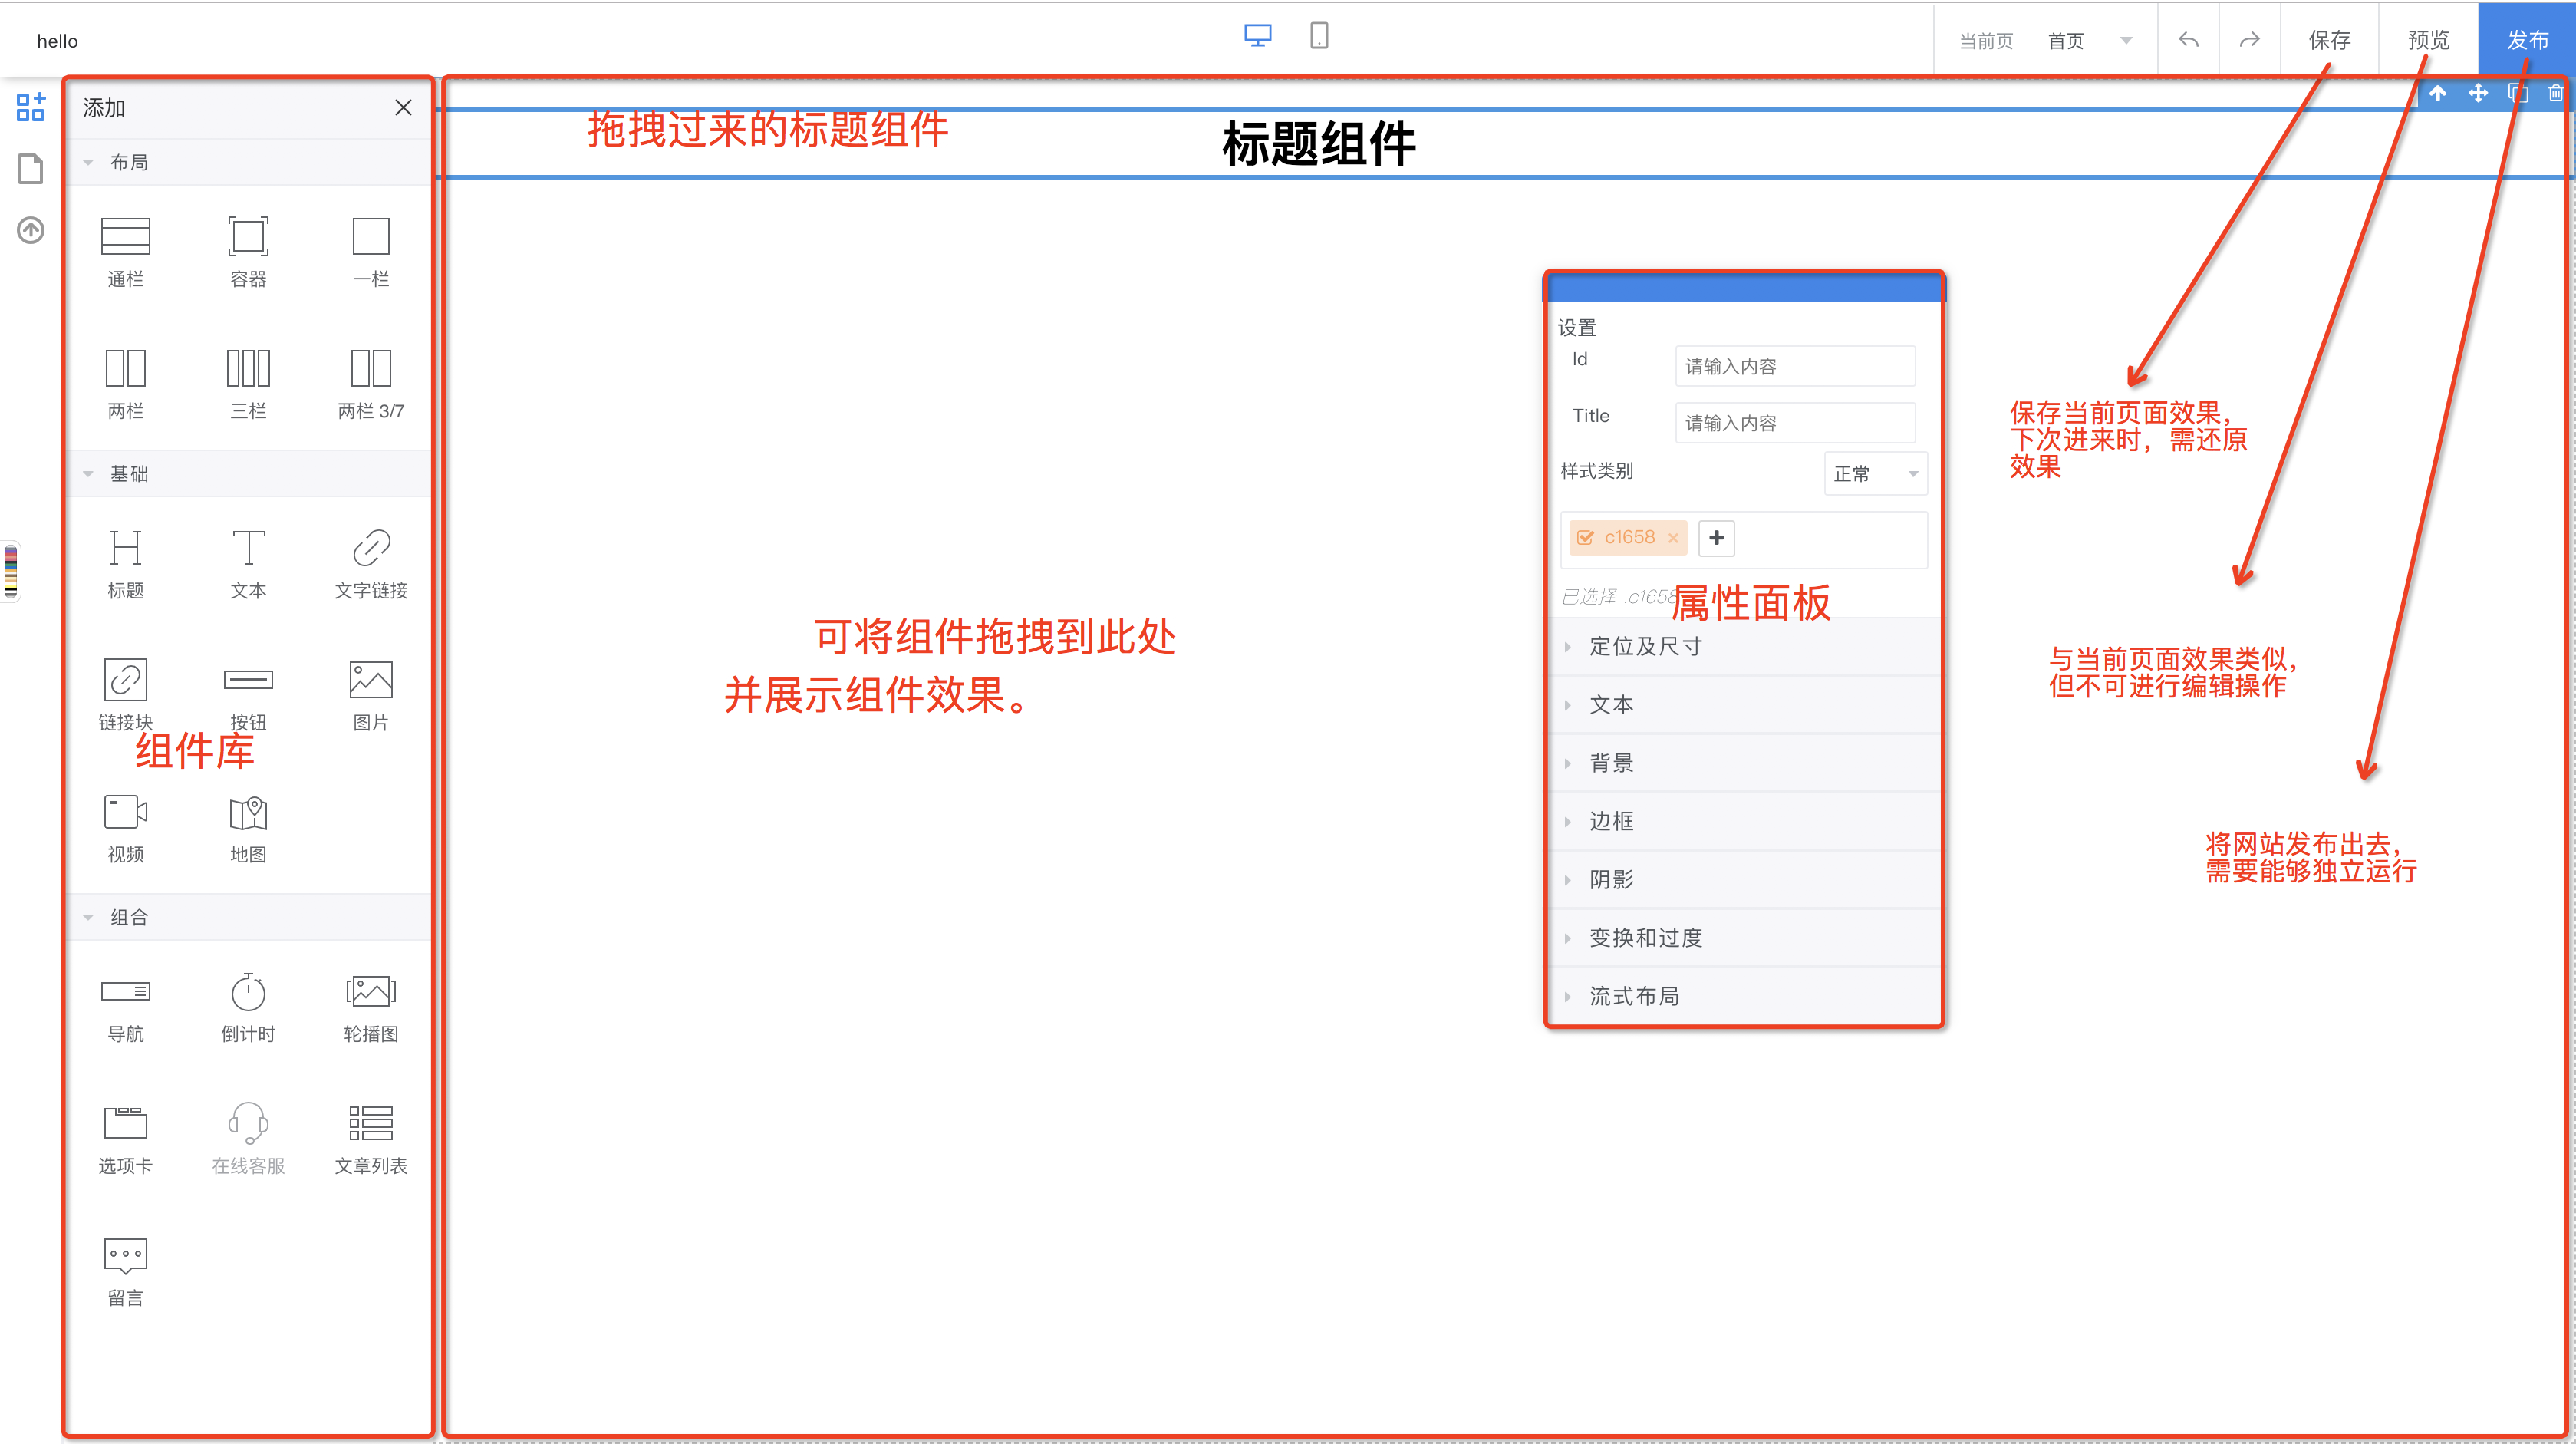 hello
当前页
首页
保存
预览
发布
添加
布局
通栏
容器
一栏
两栏
三栏
两栏 3/7
基础
标题
文本
文字链接
链接块
按钮
图片
组件库
视频
地图
组合
导航
倒计时
轮播图
选项卡
在线客服
文章列表
留言
拖拽过来的标题组件
标题组件
可将组件拖拽到此处
并展示组件效果。
设置
Id
请输入内容
Title
请输入内容
样式类别
正常
c1658
已选择 .c1658
属性面板
定位及尺寸
文本
背景
边框
阴影
变换和过度
流式布局
保存当前页面效果，
下次进来时，需还原
效果
与当前页面效果类似，
但不可进行编辑操作
将网站发布出去，
需要能够独立运行